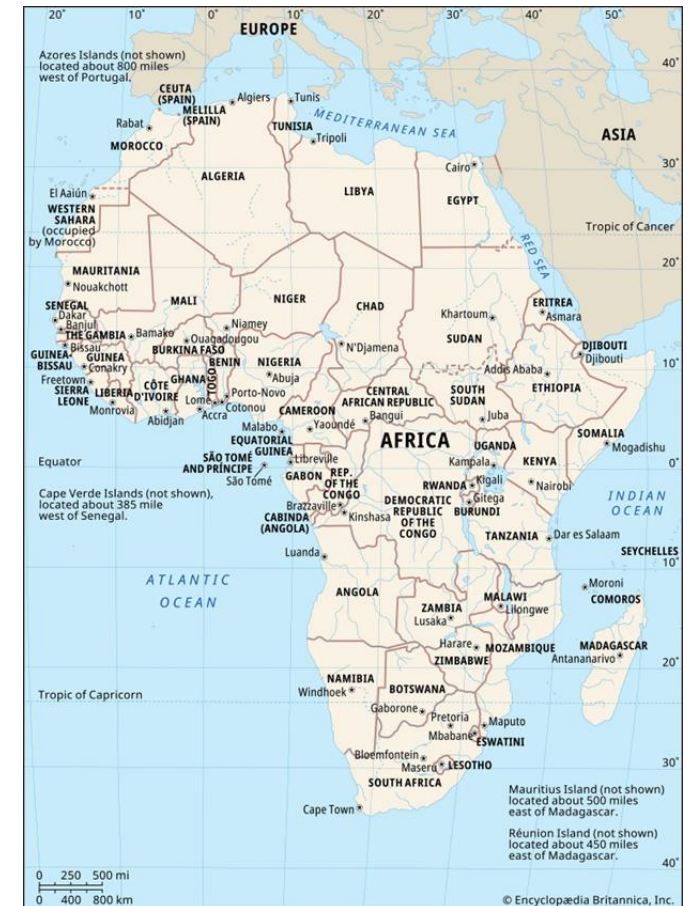 20° 10° 0° 10° 20° 30° 40° 50°
EUROPE
Azores Islands (not shown)
located about 800 miles
west of Portugal.
40°
CEUTA
(SPAIN)
Algiers
Tunis
MELILLA
(SPAIN)
MEDITERRANEAN SEA
Rabat
TUNISIA
Tripoli
ASIA
MOROCCO
Cairo
30°
ALGERIA
LIBYA
EGYPT
El Aaiún
WESTERN
SAHARA
(occupied
by Morocco)
Tropic of Cancer
RED SEA
20°
MAURITANIA
Nouakchott
MALI
NIGER
CHAD
ERITREA
Asmara
SENEGAL
Dakar
Banjul
THE GAMBIA
Bamako
Niamey
Khartoum
SUDAN
Ouagadougou
BURKINA FASO
N'Djamena
DJIBOUTI
Djibouti
Bissau
GUINEA-
BISSAU
GUINEA
Conakry
BENIN
NIGERIA
Abuja
Addis Ababa
10°
ETHIOPIA
Freetown
SIERRA
LEONE
LIBERIA
CÔTE
D'IVOIRE
GHANA
TOGO
Lomé
Porto-Novo
Cotonou
CENTRAL
AFRICAN REPUBLIC
SOUTH
SUDAN
Monrovia
Abidjan
Accra
CAMEROON
Bangui
Juba
Malabo
Yaoundé
AFRICA
SOMALIA
Mogadishu
EQUATORIAL
GUINEA
UGANDA
Kampala
KENYA
Equator
SÃO TOMÉ
AND PRÍNCIPE
Libreville
0°
São Tomé
GABON
REP.
OF THE
CONGO
RWANDA
Kigali
Nairobi
Cape Verde Islands (not shown),
located about 385 mile
west of Senegal.
DEMOCRATIC
REPUBLIC
OF THE
CONGO
Gitega
BURUNDI
INDIAN
OCEAN
Brazzaville
Kinshasa
CABINDA
(ANGOLA)
TANZANIA
Dar es Salaam
SEYCHELLES
Luanda
10°
ATLANTIC
OCEAN
ANGOLA
MALAWI
Lilongwe
Moroni
COMOROS
ZAMBIA
Lusaka
Harare
MOZAMBIQUE
MADAGASCAR
Antananarivo
ZIMBABWE
20°
NAMIBIA
Windhoek
BOTSWANA
Tropic of Capricorn
Gaborone
Pretoria
Maputo
Mbabane
ESWATINI
Bloemfontein
Maseru
LESOTHO
30°
SOUTH AFRICA
Cape Town
Mauritius Island (not shown)
located about 500 miles
east of Madagascar.
Réunion Island (not shown)
located about 450 miles
east of Madagascar.
40°
0 250 500 mi
0 400 800 km
© Encyclopædia Britannica, Inc.